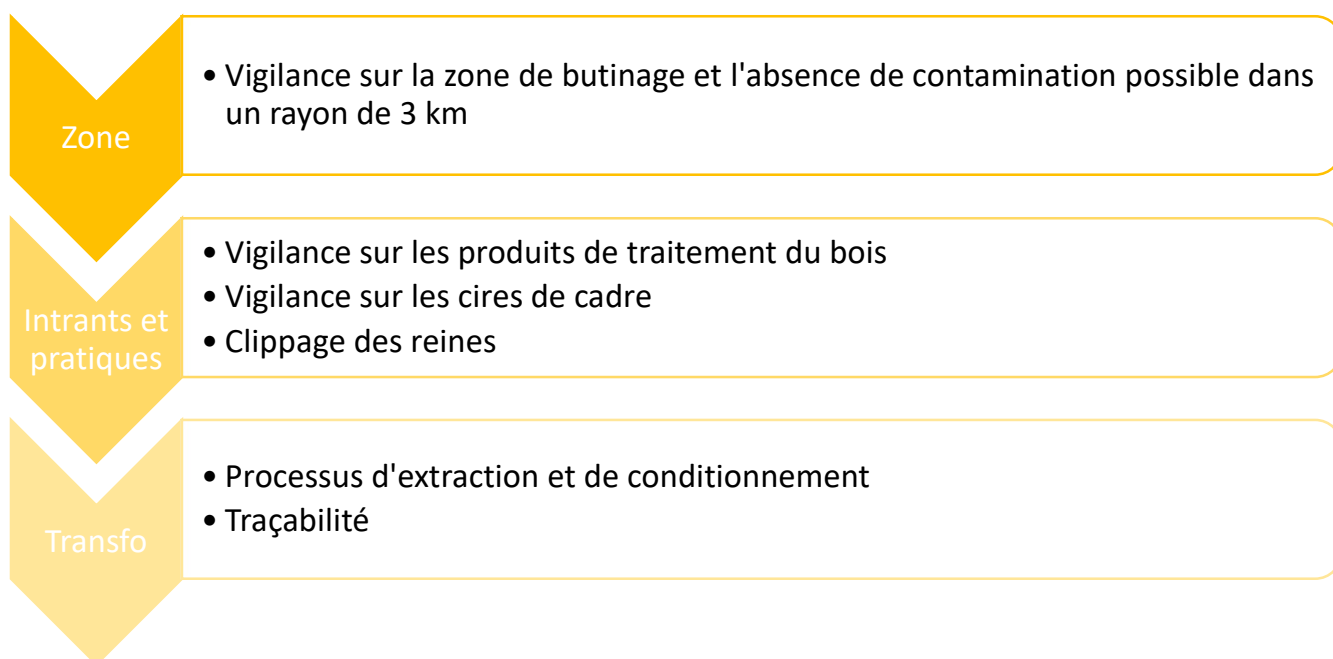 Zone
• Vigilance sur la zone de butinage et l'absence de contamination possible dans
un rayon de 3 km
Intrants et
pratiques
• Vigilance sur les produits de traitement du bois
• Vigilance sur les cires de cadre
• Clippage des reines
Transfo
• Processus d'extraction et de conditionnement
• Traçabilité